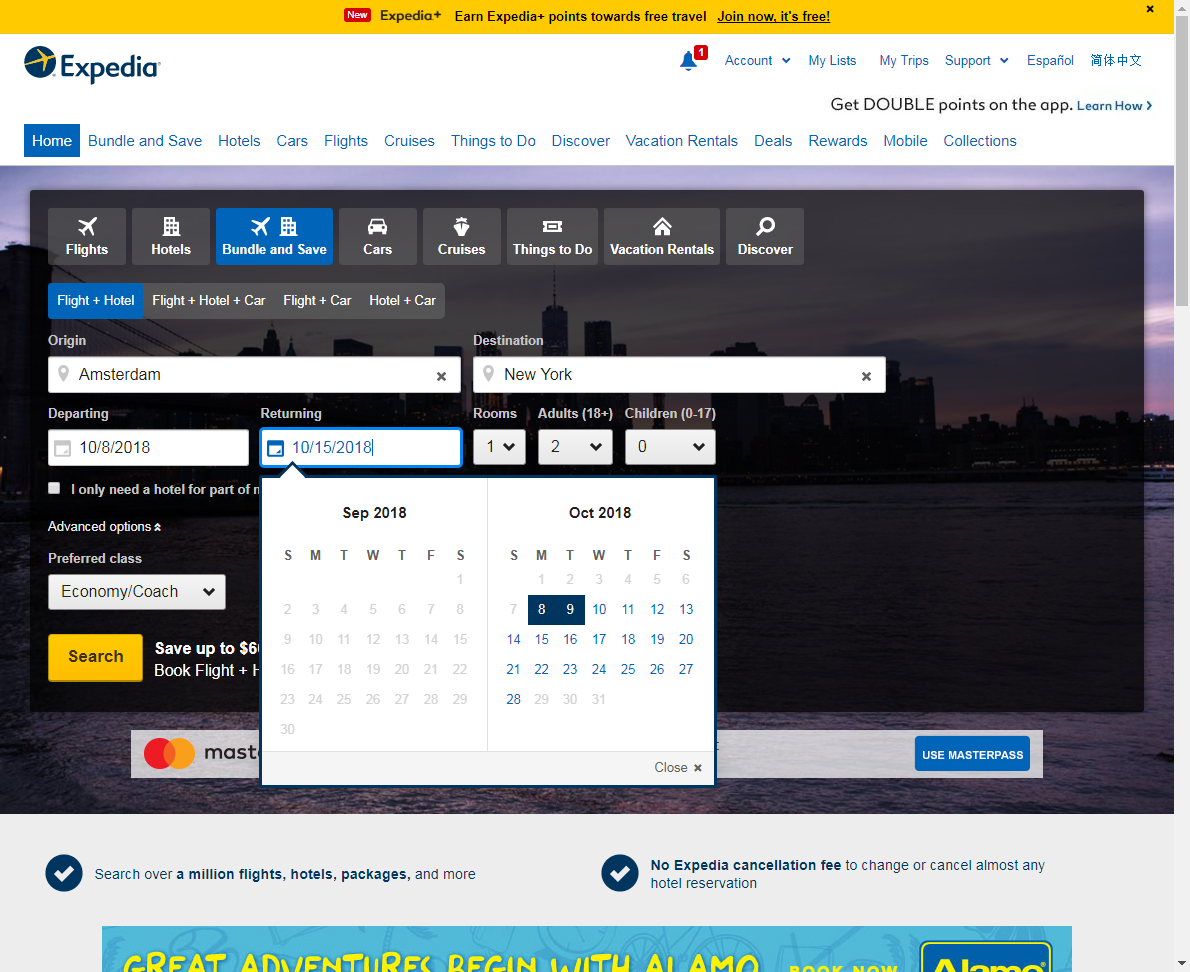 New Expedia+ Earn Expedia+ points towards free travel Join now, it's free!
Expedia
1 Account My Lists My Trips Support Español 简体中文
Get DOUBLE points on the app. Learn How >
Home Bundle and Save Hotels Cars Flights Cruises Things to Do Discover Vacation Rentals Deals Rewards Mobile Collections
Flights Hotels Bundle and Save Cars Cruises Things to Do Vacation Rentals Discover
Flight + Hotel Flight + Hotel + Car Flight + Car Hotel + Car
Origin Destination
Amsterdam New York
Departing Returning Rooms Adults (18+) Children (0-17)
10/8/2018 10/15/2018 1 2 0
I only need a hotel for part of
Advanced options
Preferred class
Economy/Coach
Search
Save up to $6
Book Flight +
Sep 2018
S M T W T F S
1
2 3 4 5 6 7 8
9 10 11 12 13 14 15
16 17 18 19 20 21 22
23 24 25 26 27 28 29
30
Oct 2018
S M T W T F S
1 2 3 4 5 6
7 8 9 10 11 12 13
14 15 16 17 18 19 20
21 22 23 24 25 26 27
28 29 30 31
Close ×
mast
USE MASTERPASS
Search over a million flights, hotels, packages, and more
No Expedia cancellation fee to change or cancel almost any
hotel reservation
GREAT ADVENTURES BEGIN WITH ALAMO BOOK NOW Alamo